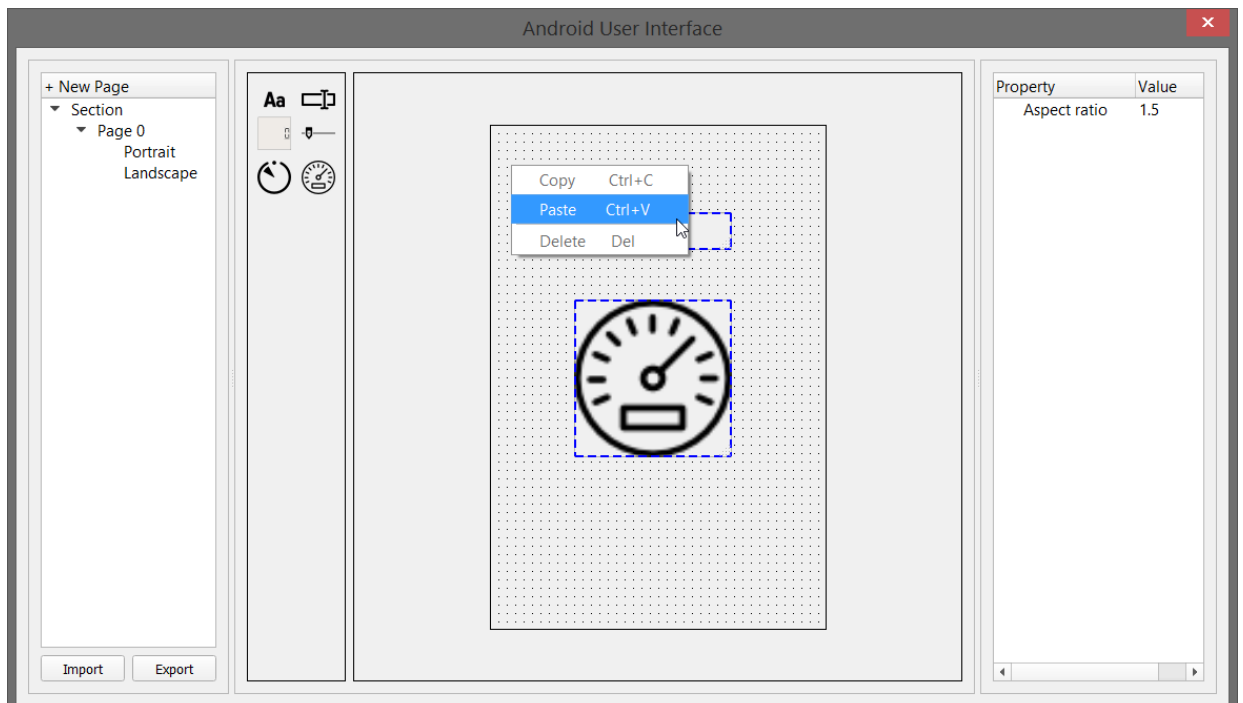 Android User Interface
+ New Page
Section
Page 0
Portrait
Landscape
Import
Export
Aa
0
Copy Ctrl+C
Paste Ctrl+V
Delete Del
Property Value
Aspect ratio 1.5